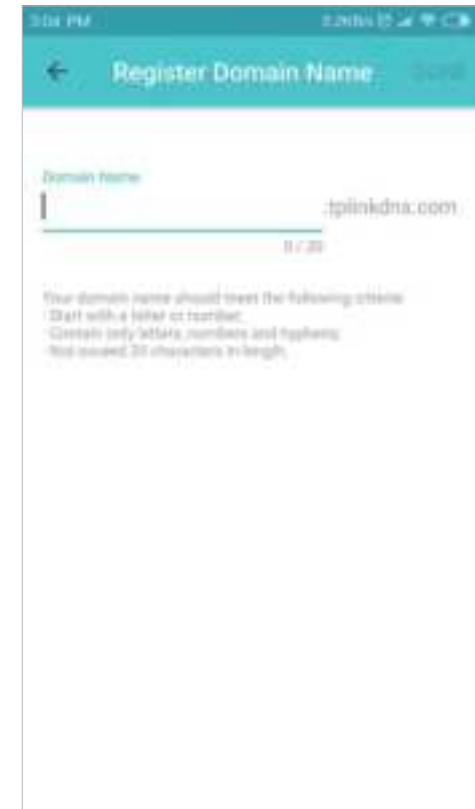 Register Domain Name
Domain Name
.tplinkdns.com
0 / 20
Your domain name should meet the following criteria:
- Start with a letter or number;
- Contain only letters, numbers and hyphens;
- Not exceed 20 characters in length.